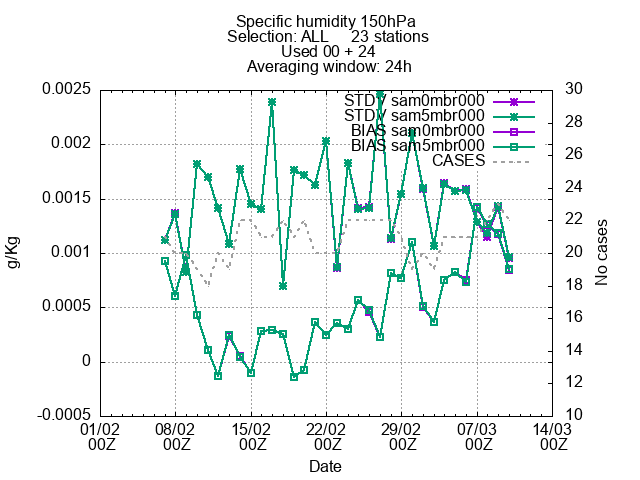 Specific humidity 150hPa
Selection: ALL 23 stations
Used 00 + 24
Averaging window: 24h
STDV sam0mbr000
STDV sam5mbr000
BIAS sam0mbr000
BIAS sam5mbr000
CASES
0.0025
0.002
0.0015
0.001
0.0005
0
-0.0005
g/Kg
30
28
26
24
22
20
18
16
14
12
10
No cases
01/02 08/02 15/02 22/02 29/02 07/03 14/03
00Z 00Z 00Z 00Z 00Z 00Z 00Z
Date